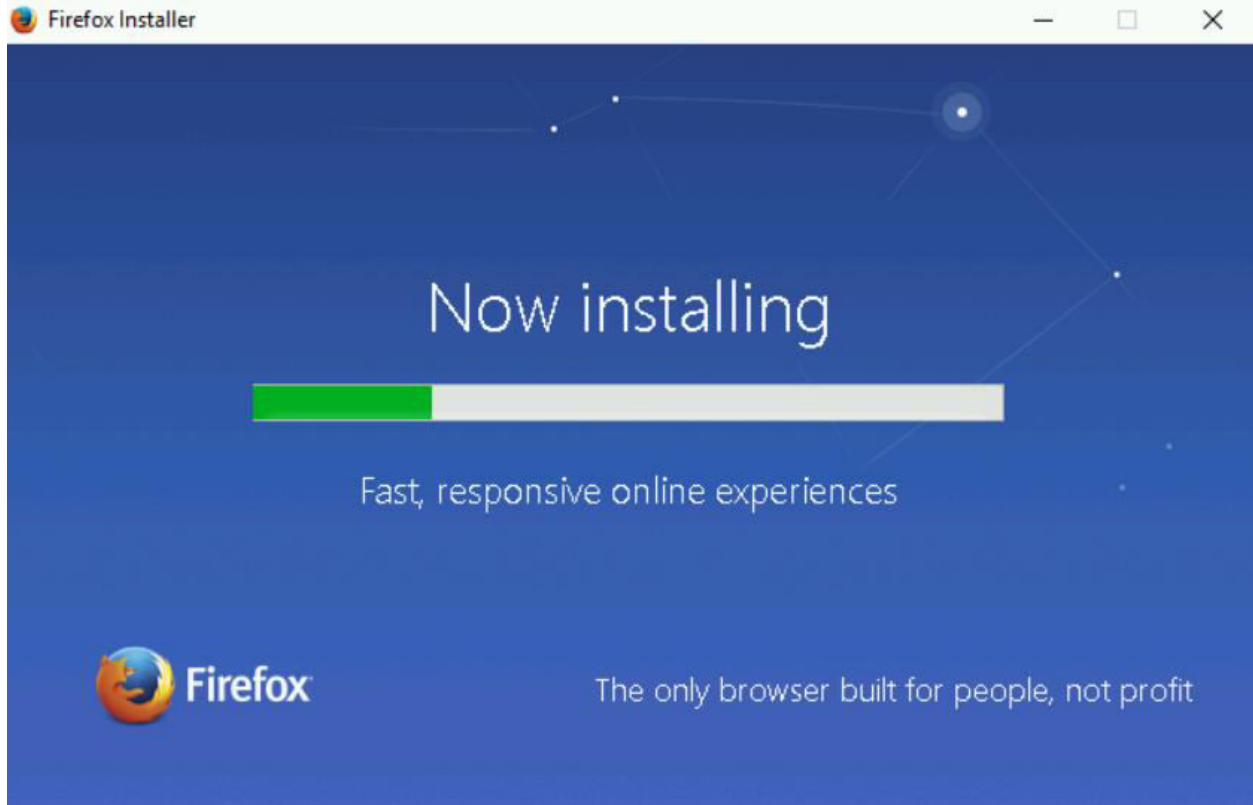 Firefox Installer
Now installing
Fast, responsive online experiences
Firefox
The only browser built for people, not profit